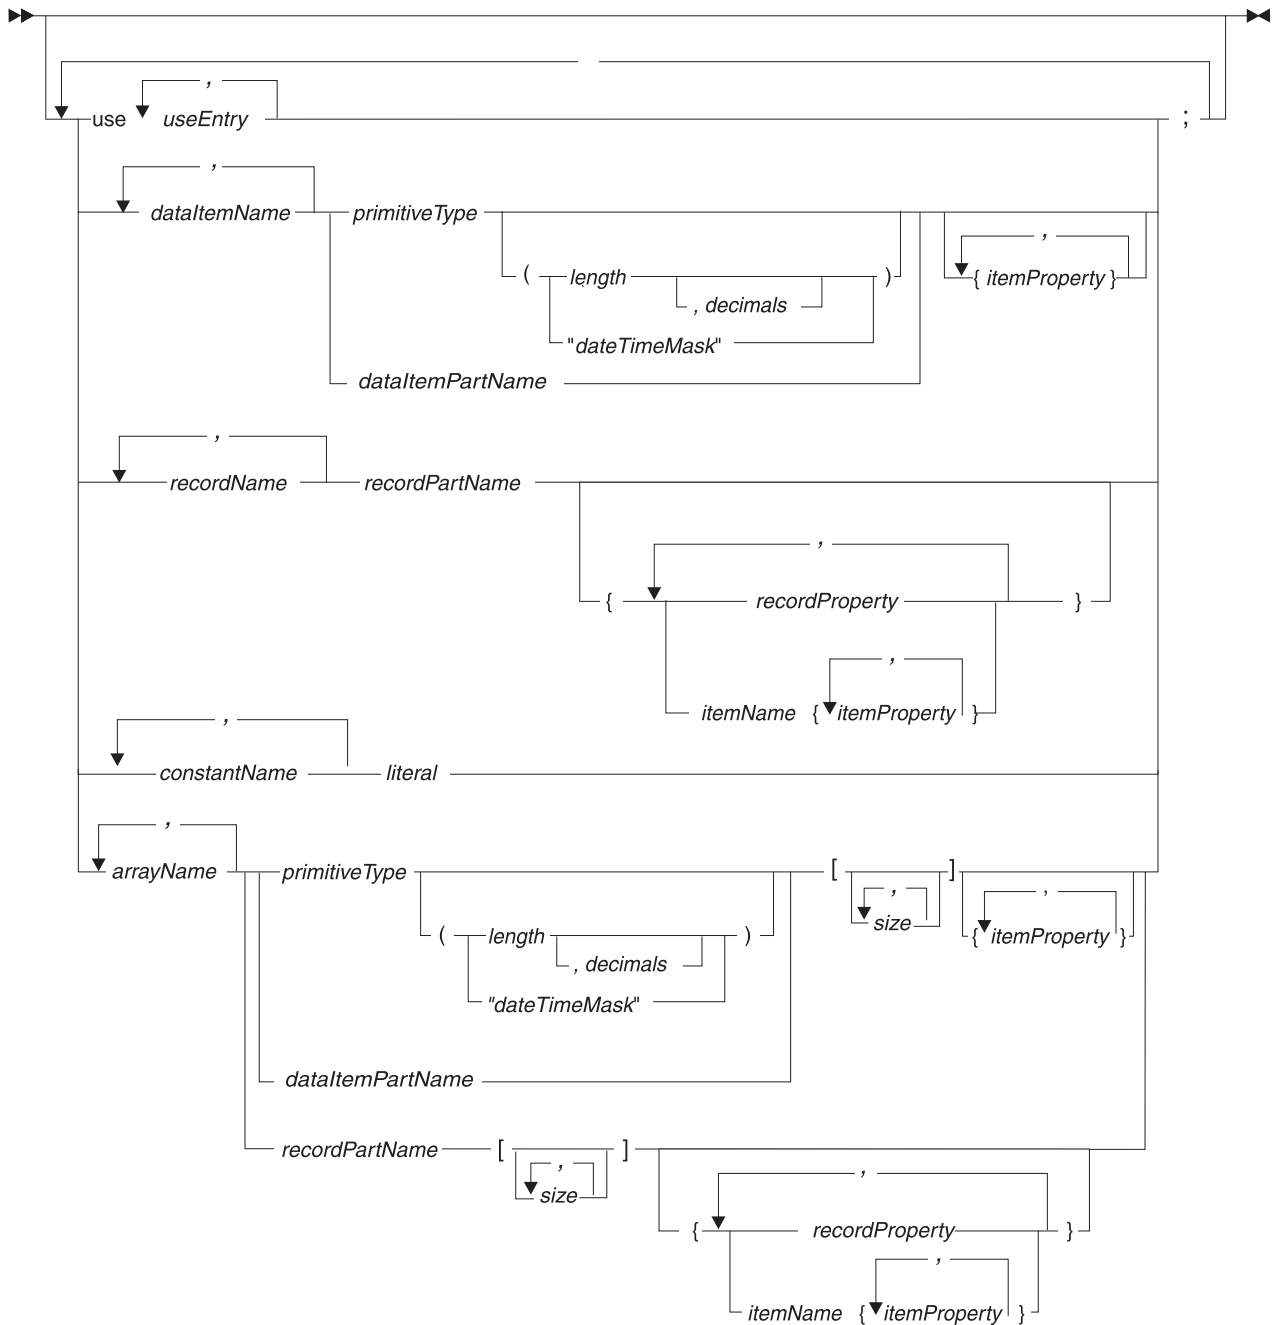 ,
use useEntry ;
,
dataItemName primitiveType
,
( length ) { itemProperty }
, decimals
"dateTimeMask"
dataItemPartName
,
recordName recordPartName
,
{ recordProperty }
,
itemName { itemProperty }
,
constantName literal
,
arrayName primitiveType [ ]
, ,
size
( length ) { itemProperty }
, decimals
"dateTimeMask"
dataItemPartName
recordPartName [ ]
,
size
,
{ recordProperty }
,
itemName { itemProperty }